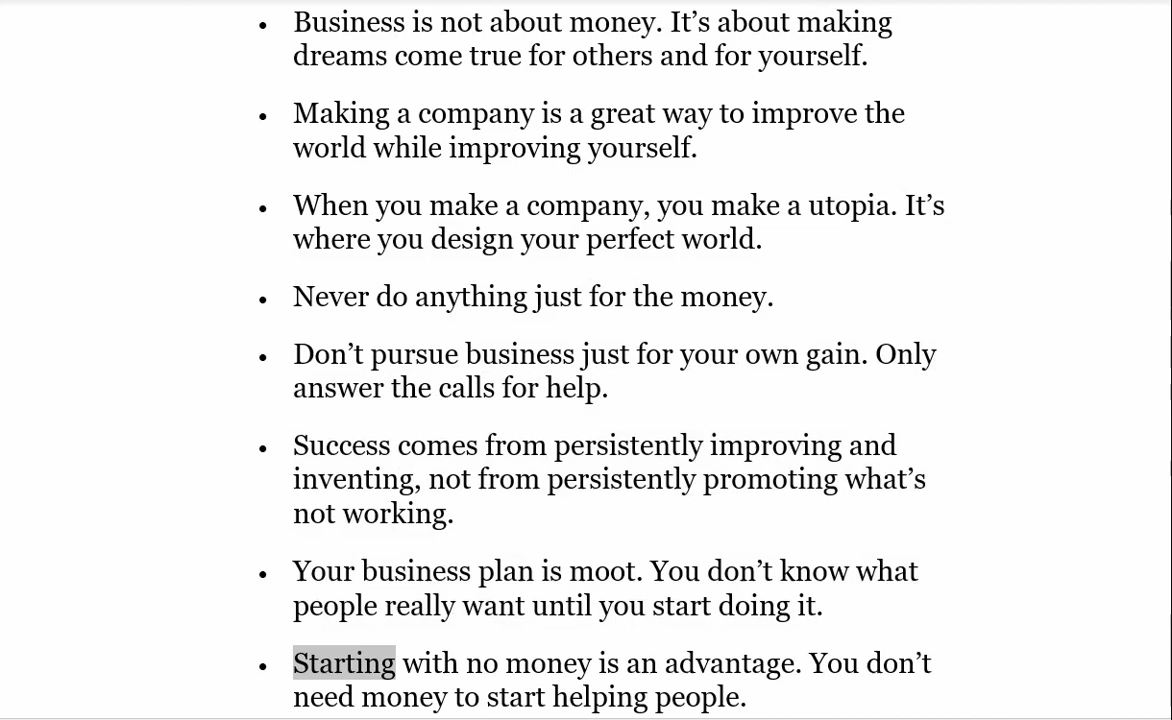 • Business is not about money. It’s about making
dreams come true for others and for yourself.
• Making a company is a great way to improve the
world while improving yourself.
• When you make a company, you make a utopia. It’s
where you design your perfect world.
• Never do anything just for the money.
• Don’t pursue business just for your own gain. Only
answer the calls for help.
• Success comes from persistently improving and
inventing, not from persistently promoting what’s
not working.
• Your business plan is moot. You don’t know what
people really want until you start doing it.
• Starting with no money is an advantage. You don’t
need money to start helping people.